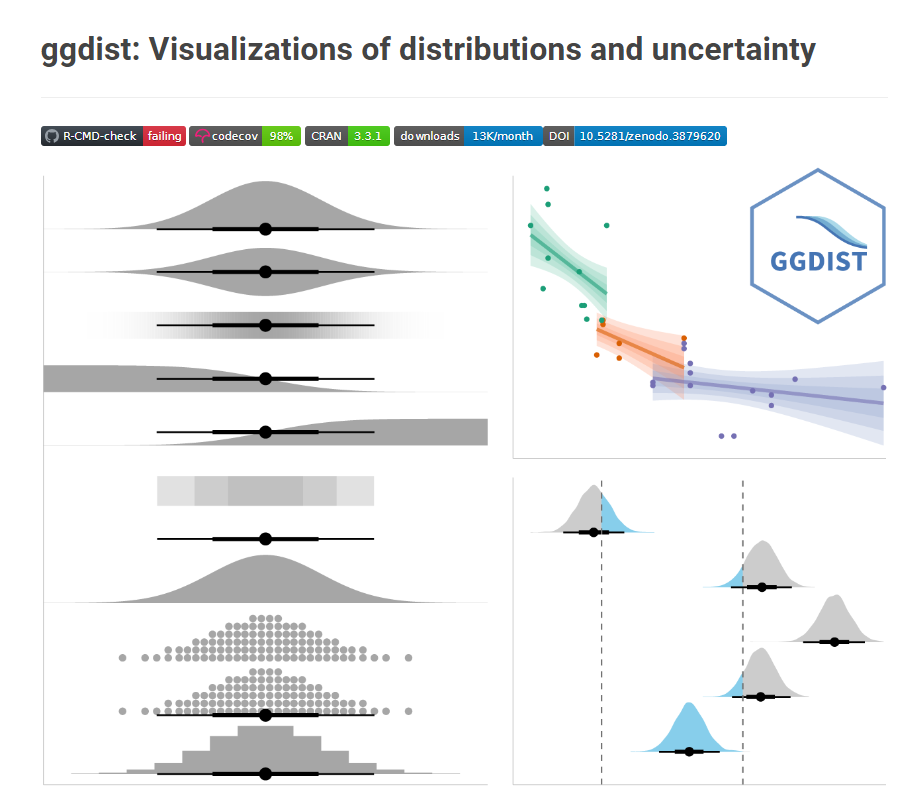 ggdist: Visualizations of distributions and uncertainty
R-CMD-check failing codecov 98% CRAN 3.3.1 downloads 13K/month DOI 10.5281/zenodo.3879620
GGDIST